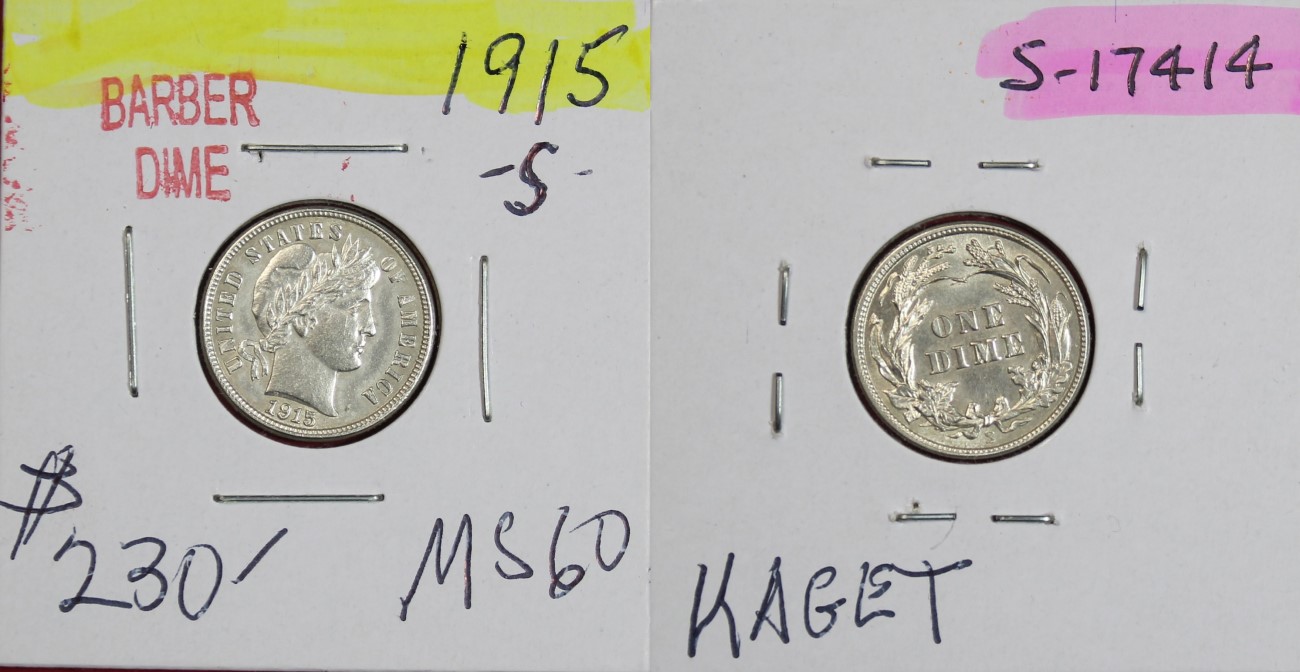 BARBER
DIME
1915
-S-
UNITED STATES OF AMERICA
1915
$230
MS60
S-17414
ONE
DIME
KAGET